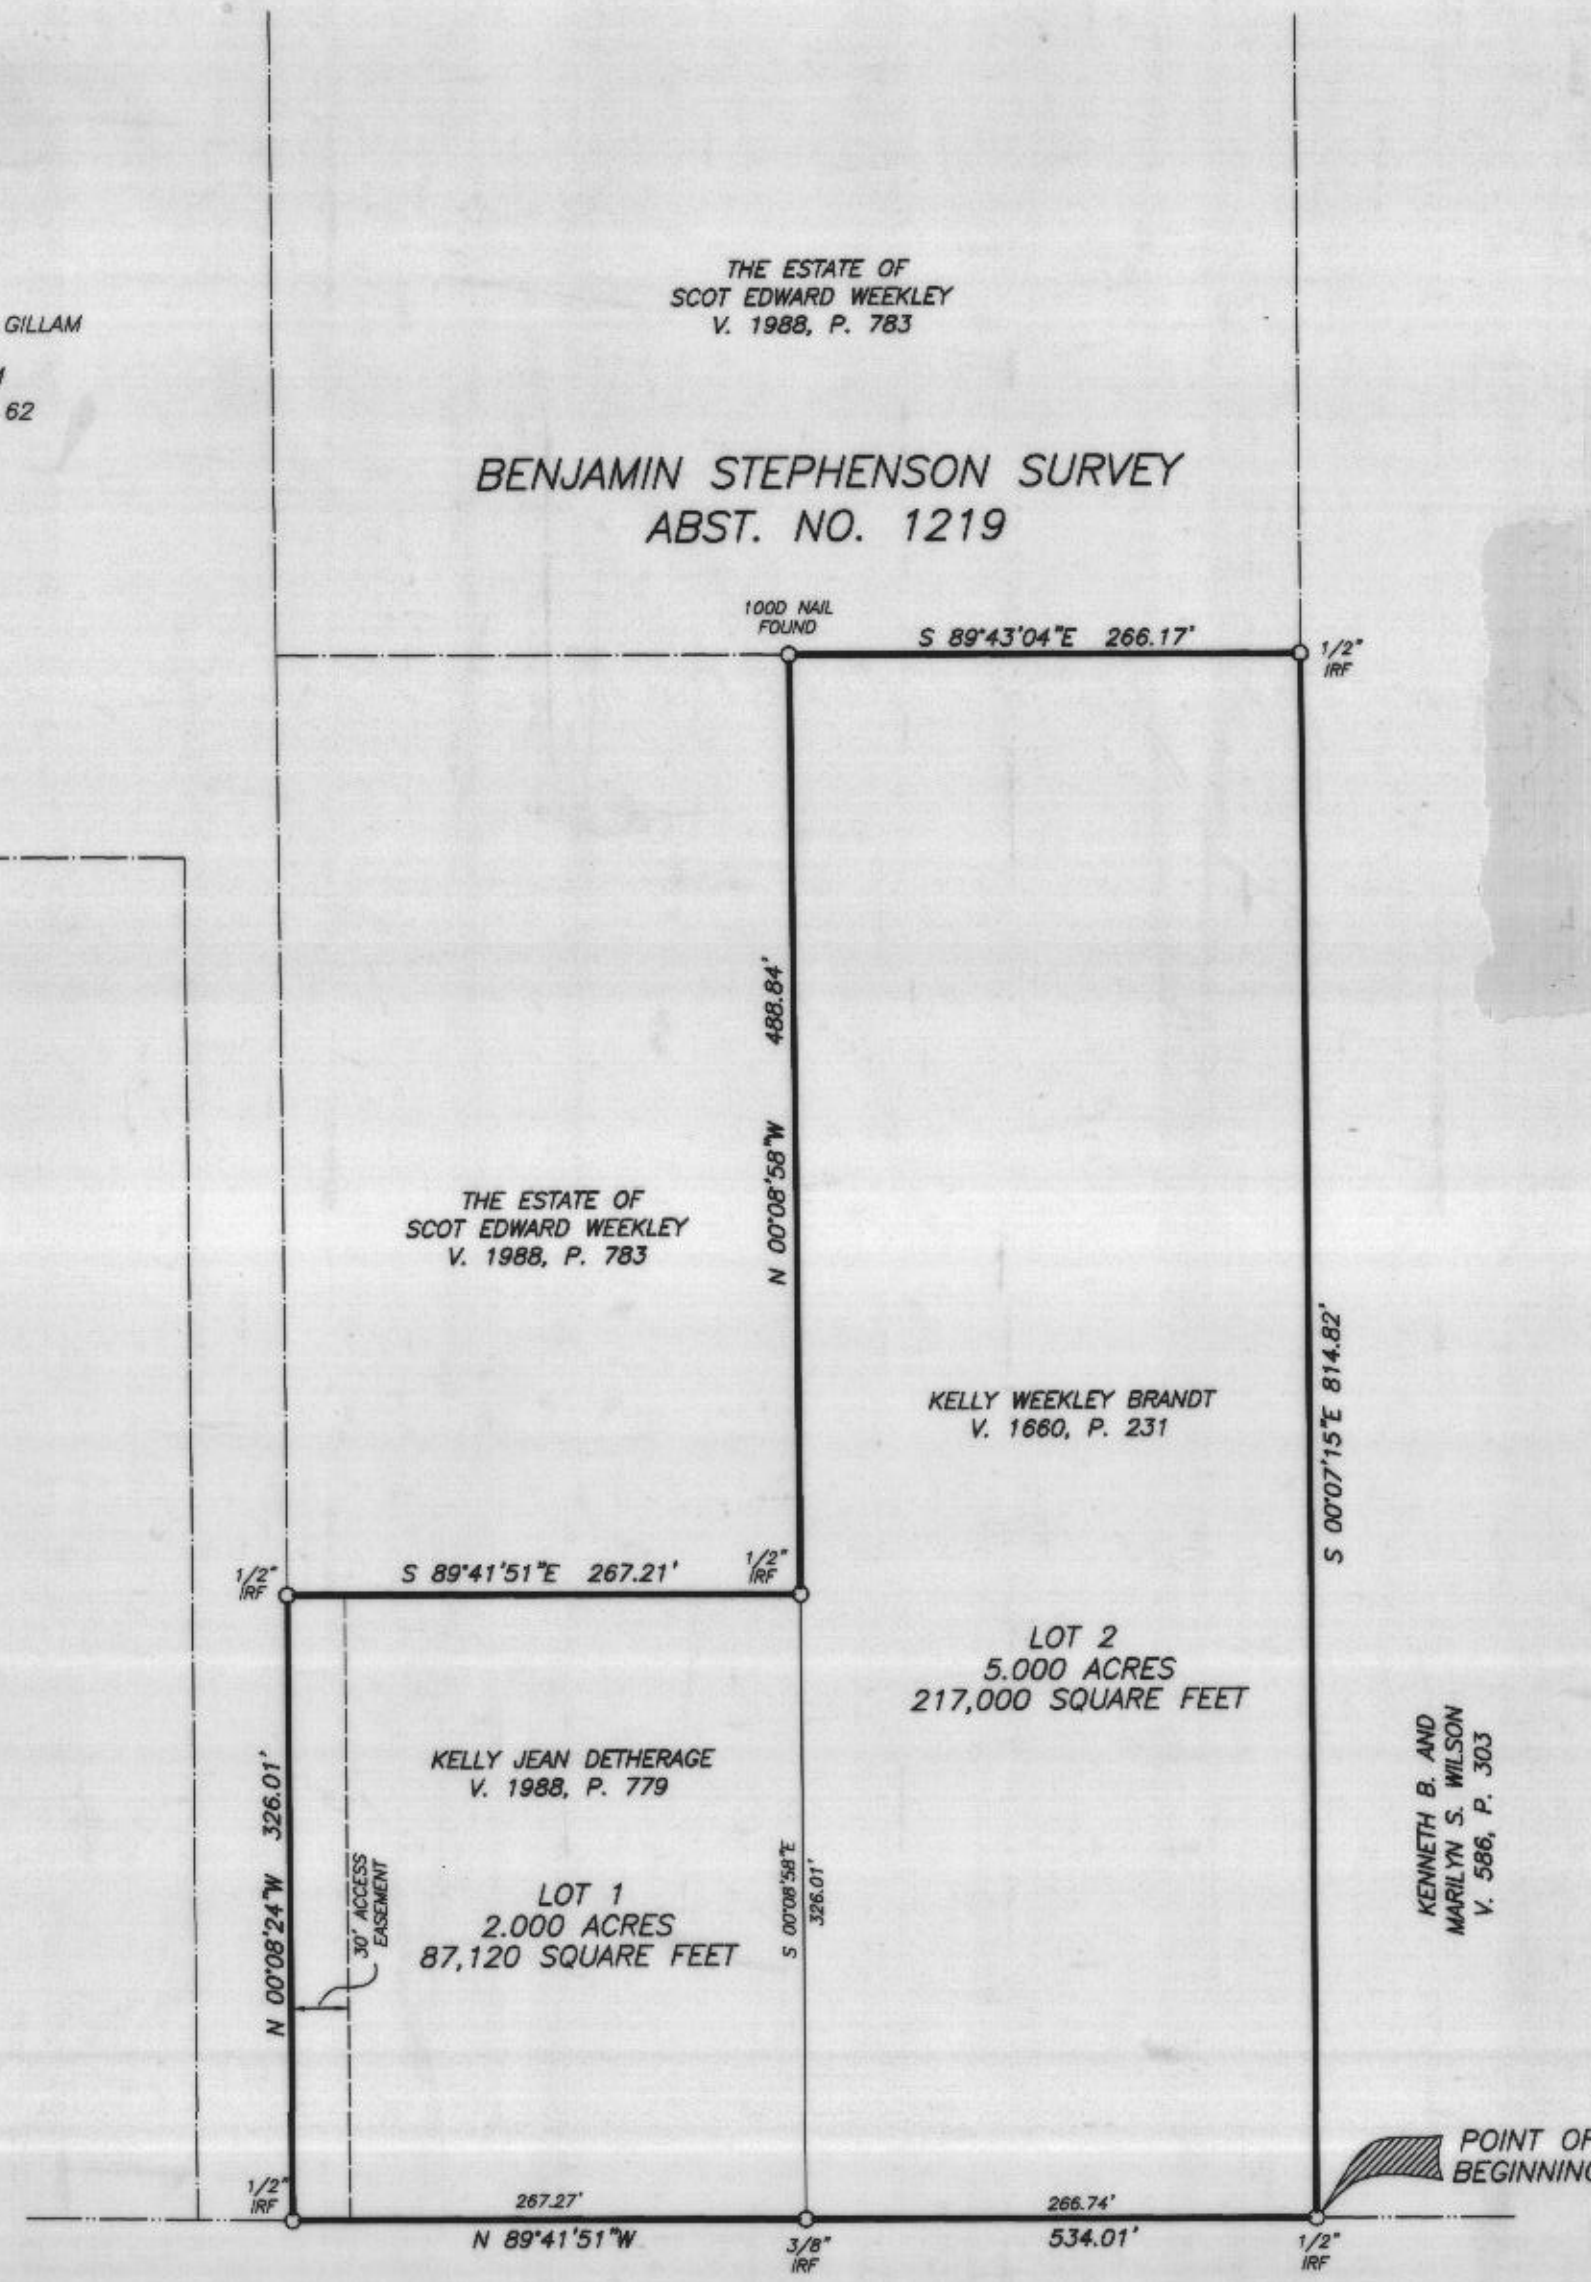 THE ESTATE OF
SCOT EDWARD WEEKLEY
V. 1988, P. 783
GILLAM
62
BENJAMIN STEPHENSON SURVEY
ABST. NO. 1219
100D NAIL
FOUND
S 89°43'04"E 266.17'
1/2"
IRF
N 00°08'58"W 488.84'
THE ESTATE OF
SCOT EDWARD WEEKLEY
V. 1988, P. 783
S 00°07'15"E 814.82'
KELLY WEEKLEY BRANDT
V. 1660, P. 231
1/2"
IRF
S 89°41'51"E 267.21'
1/2"
IRF
LOT 2
5.000 ACRES
217,000 SQUARE FEET
KENNETH B. AND
MARILYN S. WILSON
V. 586, P. 303
N 00°08'24"W 326.01'
KELLY JEAN DETHERAGE
V. 1988, P. 779
30' ACCESS
EASEMENT
LOT 1
2.000 ACRES
87,120 SQUARE FEET
S 00°08'58"E
326.01'
POINT OF
BEGINNING
1/2"
IRF
267.27'
266.74'
N 89°41'51"W
534.01'
3/8"
IRF
1/2"
IRF